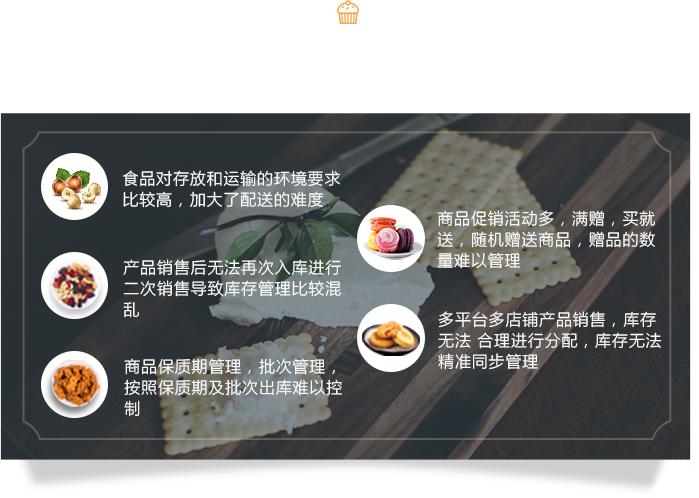 食品对存放和运输的环境要求
比较高，加大了配送的难度
产品销售后无法再次入库进行
二次销售导致库存管理比较混
乱
商品保质期管理，批次管理，
按照保质期及批次出库难以控
制
商品促销活动多，满赠，买就
送，随机赠送商品，赠品的数
量难以管理
多平台多店铺产品销售，库存
无法 合理进行分配，库存无法
精准同步管理